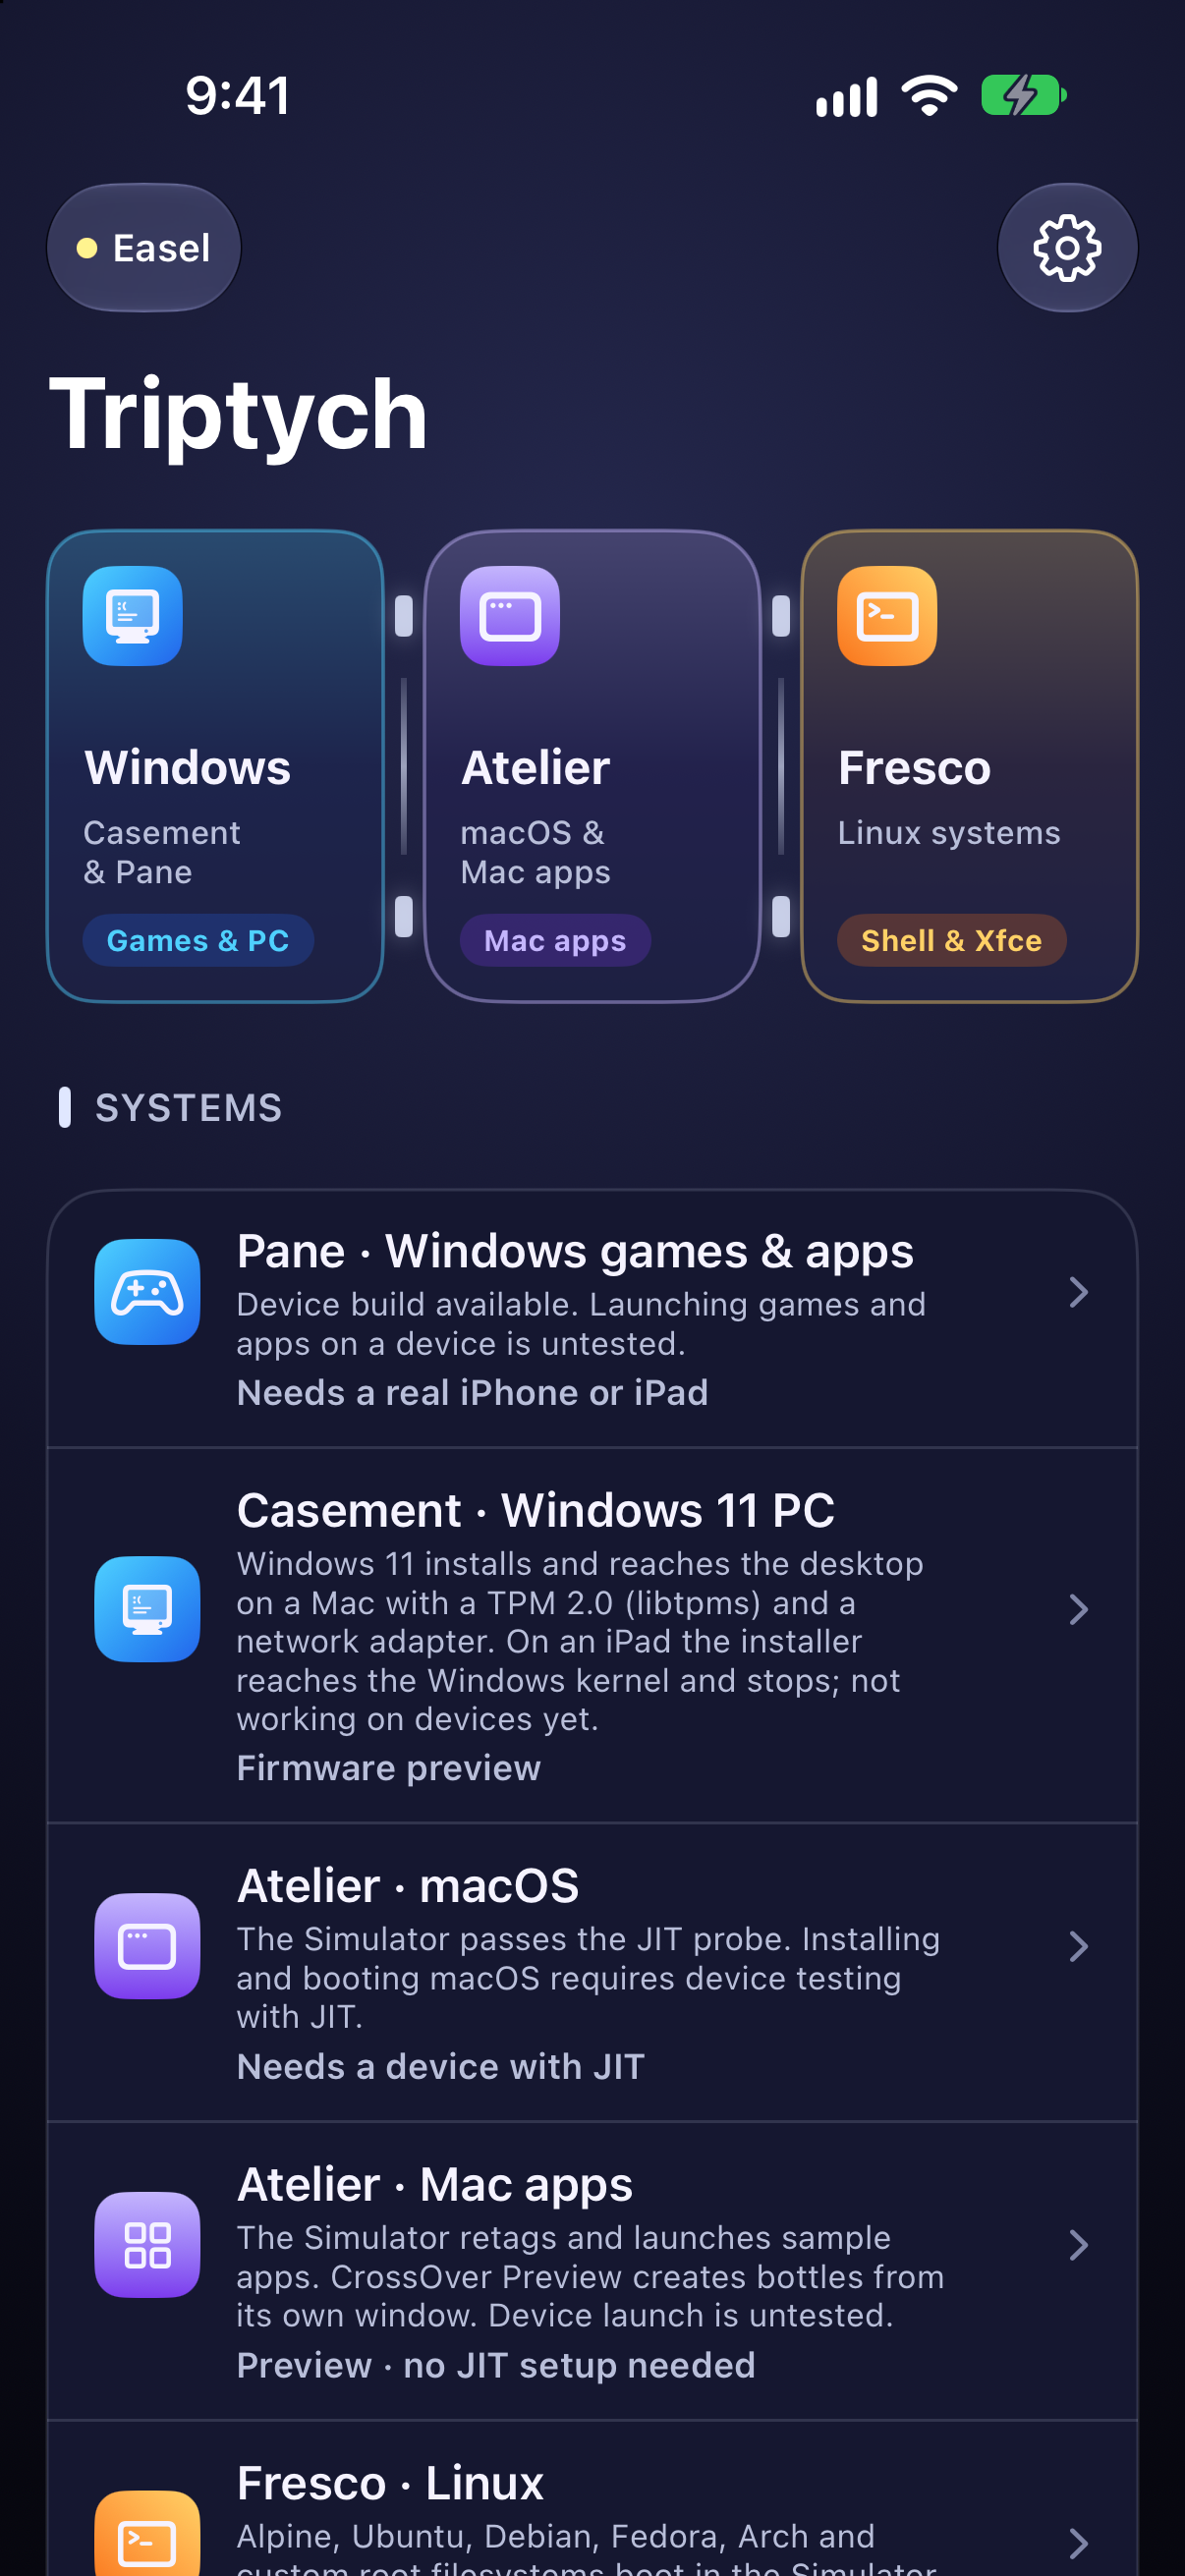 9:41
Easel
Triptych
Windows
Casement
& Pane
Games & PC
Atelier
macOS &
Mac apps
Mac apps
Fresco
Linux systems
Shell & Xfce
SYSTEMS
Pane · Windows games & apps
Device build available. Launching games and
apps on a device is untested.
Needs a real iPhone or iPad
Casement · Windows 11 PC
Windows 11 installs and reaches the desktop
on a Mac with a TPM 2.0 (libtpms) and a
network adapter. On an iPad the installer
reaches the Windows kernel and stops; not
working on devices yet.
Firmware preview
Atelier · macOS
The Simulator passes the JIT probe. Installing
and booting macOS requires device testing
with JIT.
Needs a device with JIT
Atelier · Mac apps
The Simulator retags and launches sample
apps. CrossOver Preview creates bottles from
its own window. Device launch is untested.
Preview · no JIT setup needed
Fresco · Linux
Alpine, Ubuntu, Debian, Fedora, Arch and
custom root filesystems boot in the Simulator